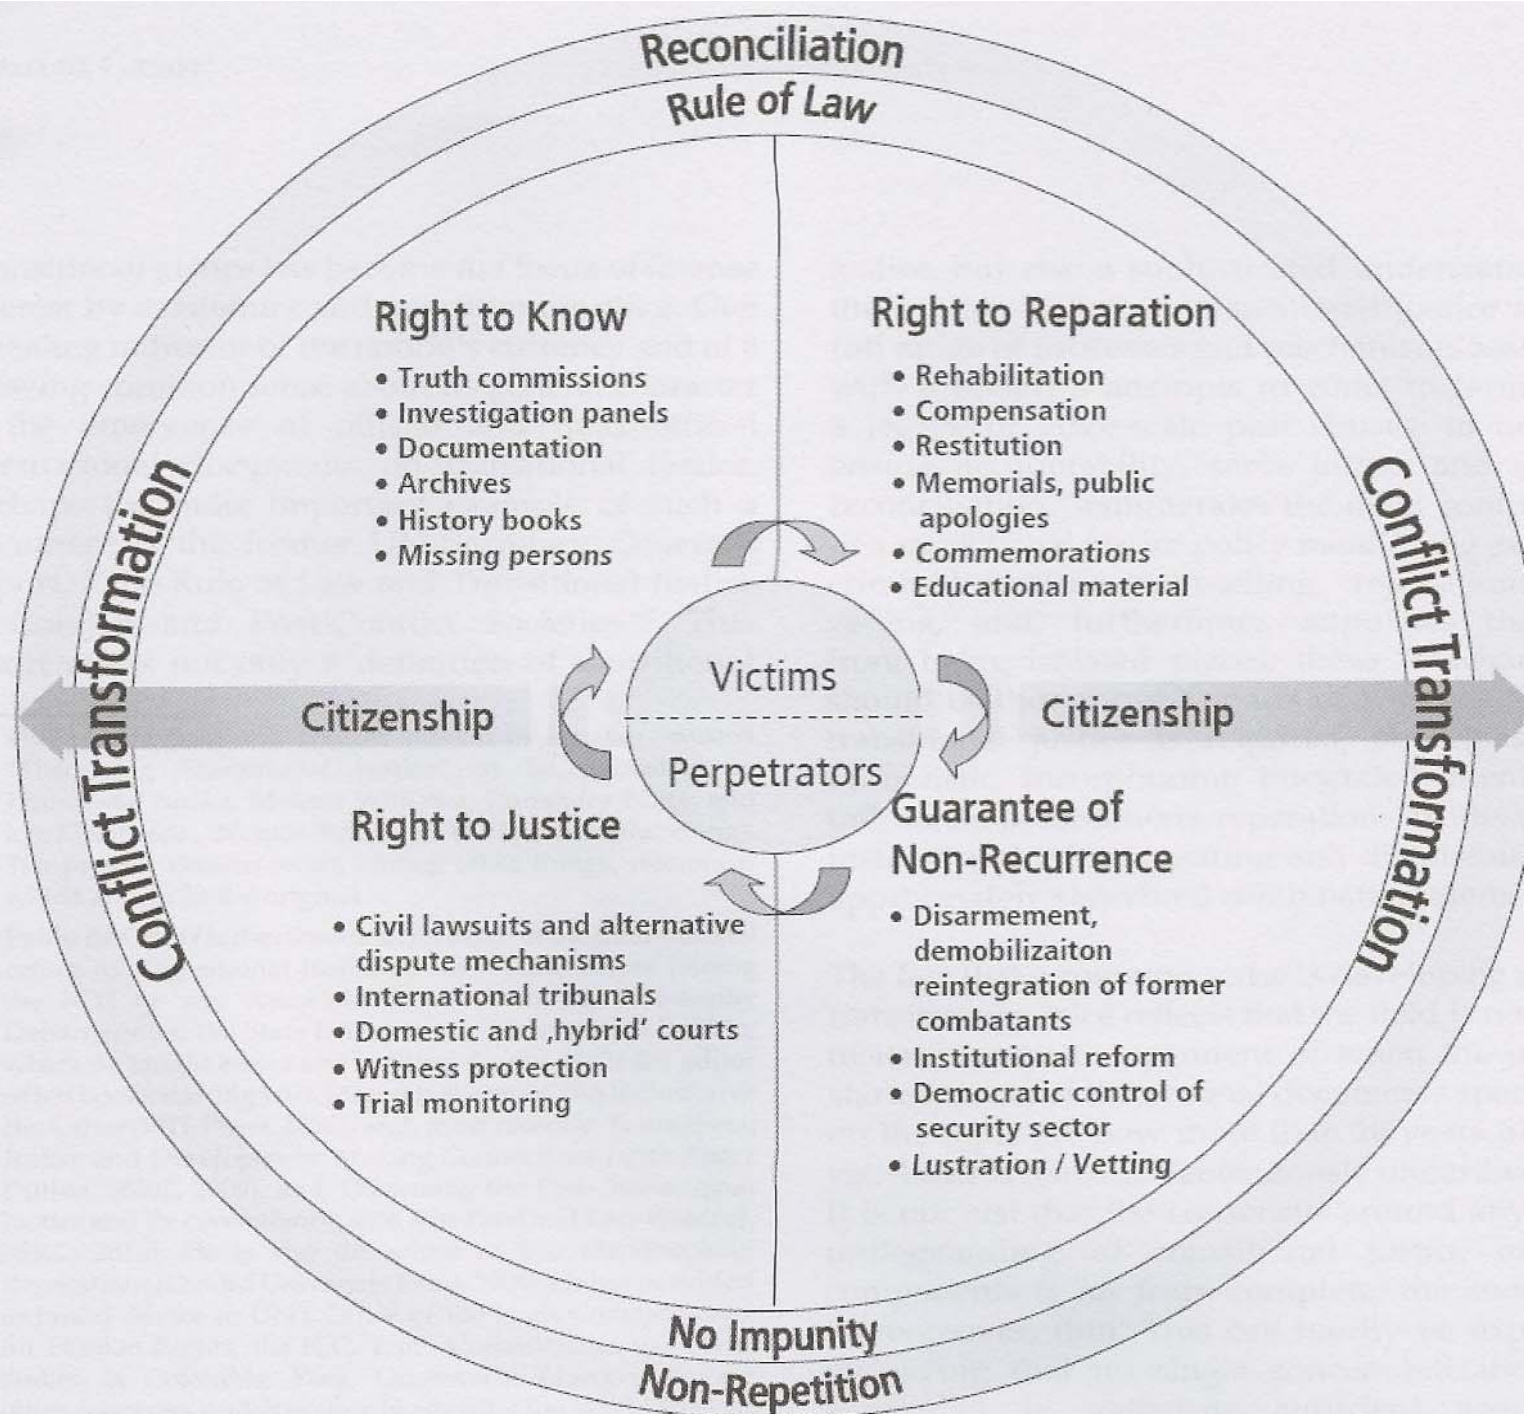 Reconciliation
Rule of Law
Right to Know
• Truth commissions
• Investigation panels
• Documentation
• Archives
• History books
• Missing persons
Right to Reparation
• Rehabilitation
• Compensation
• Restitution
• Memorials, public
apologies
• Commemorations
• Educational material
Conflict Transformation
Conflict Transformation
Victims
Citizenship
Citizenship
Perpetrators
Right to Justice
• Civil lawsuits and alternative
dispute mechanisms
• International tribunals
• Domestic and ‚hybrid' courts
• Witness protection
• Trial monitoring
Guarantee of
Non-Recurrence
• Disarmement,
demobilizaiton
reintegration of former
combatants
• Institutional reform
• Democratic control of
security sector
• Lustration / Vetting
No Impunity
Non-Repetition